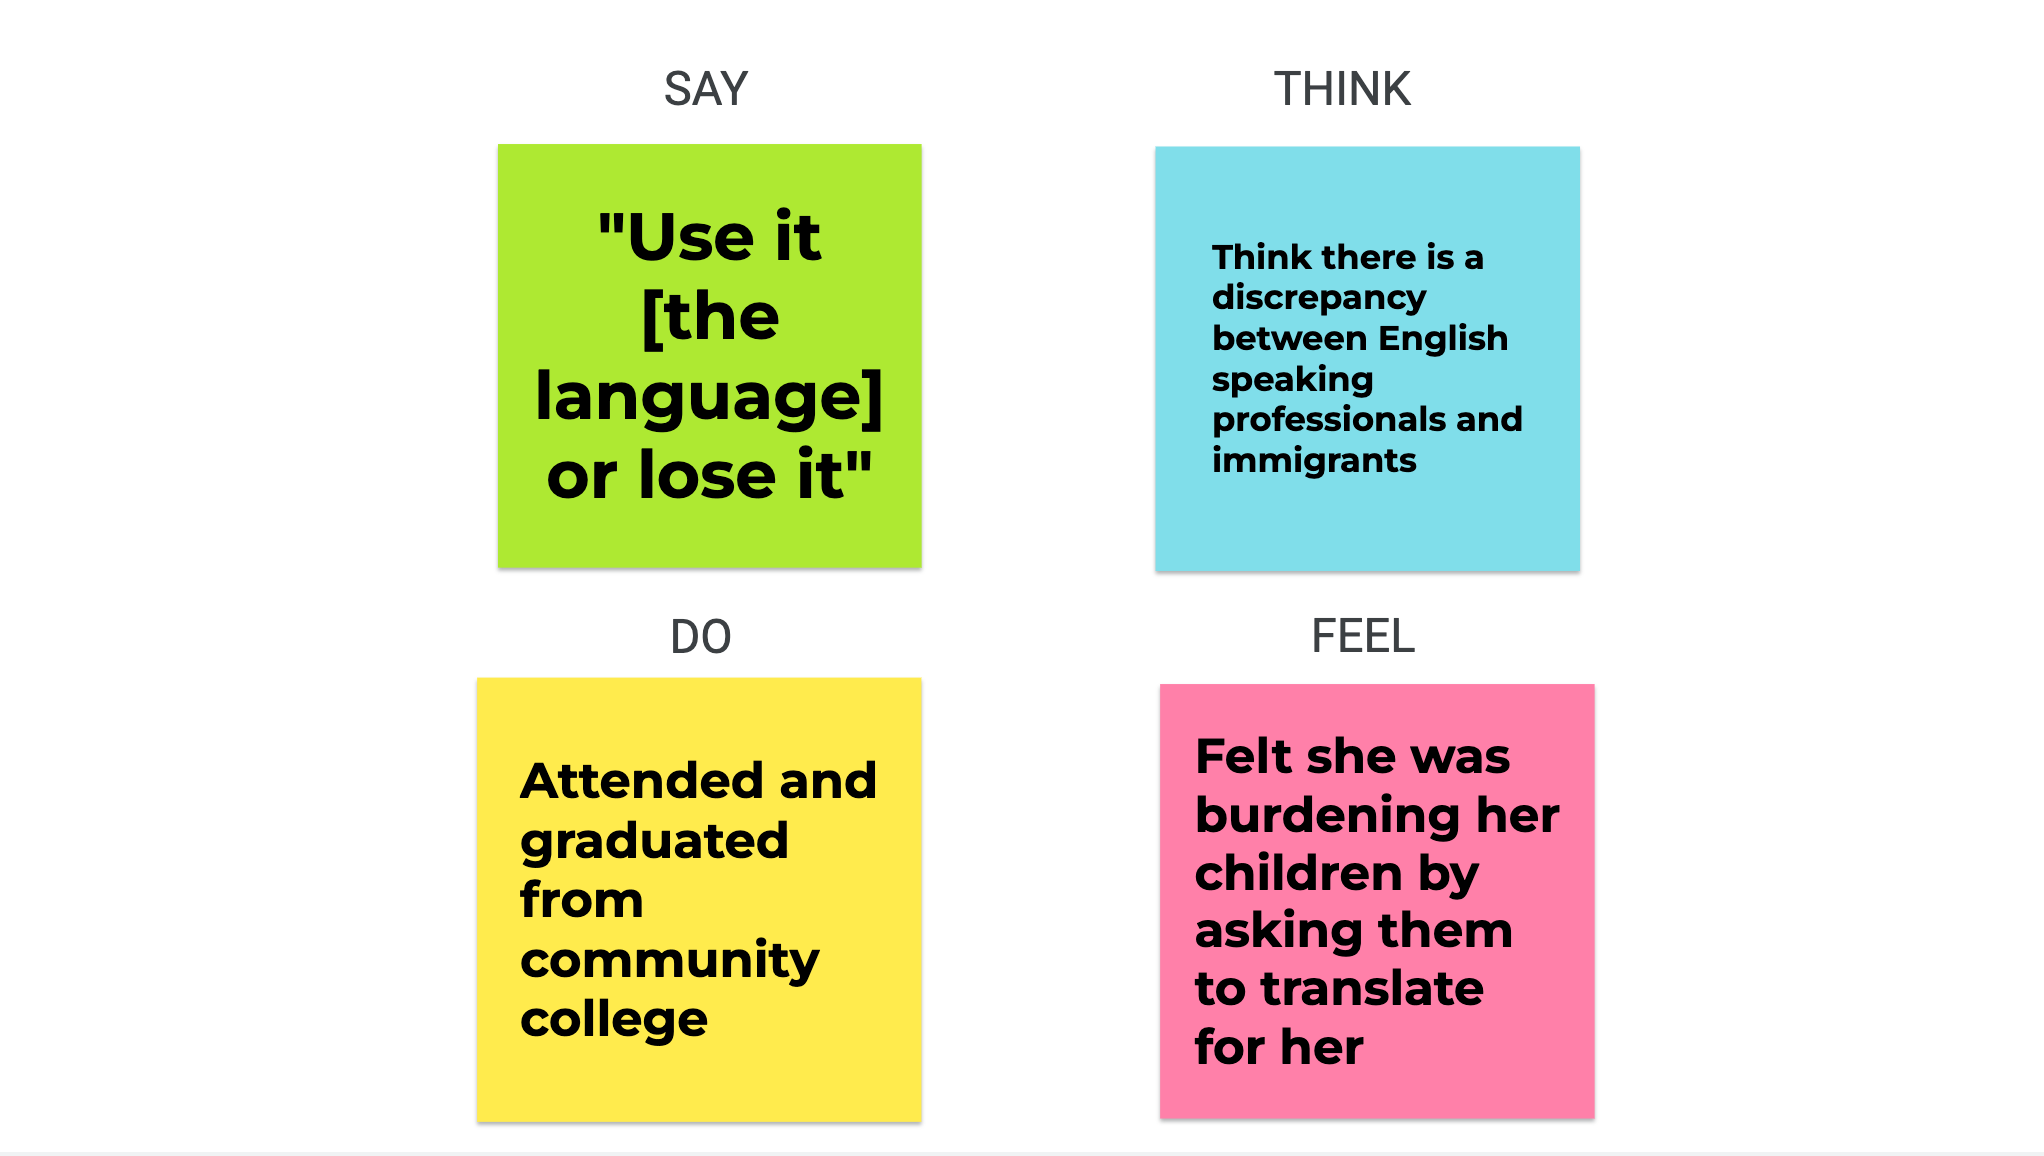 SAY
"Use it
[the
language]
or lose it"
THINK
Think there is a
discrepancy
between English
speaking
professionals and
immigrants
DO
Attended and
graduated
from
community
college
FEEL
Felt she was
burdening her
children by
asking them
to translate
for her